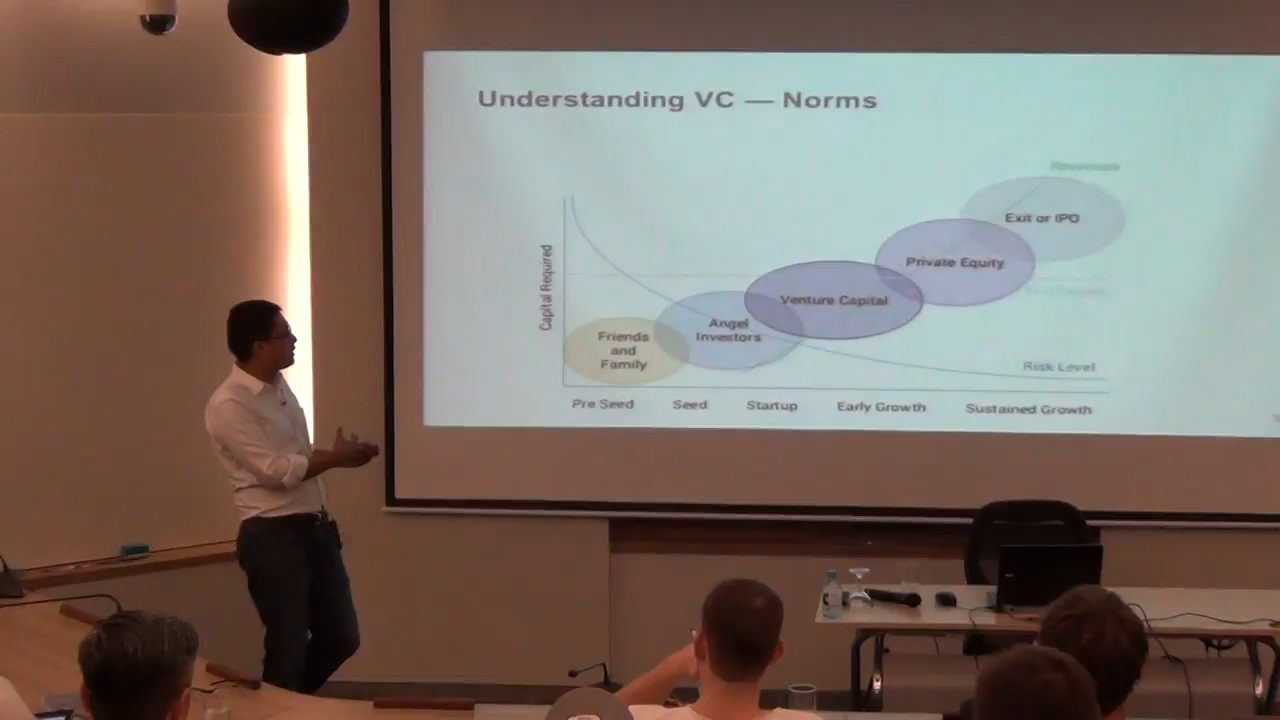 Understanding VC — Norms
Revenues
Exit or IPO
Private Equity
Capital Required
Venture Capital
Angel
Investors
Friends
and
Family
Risk Level
Pre Seed
Seed
Startup
Early Growth
Sustained Growth